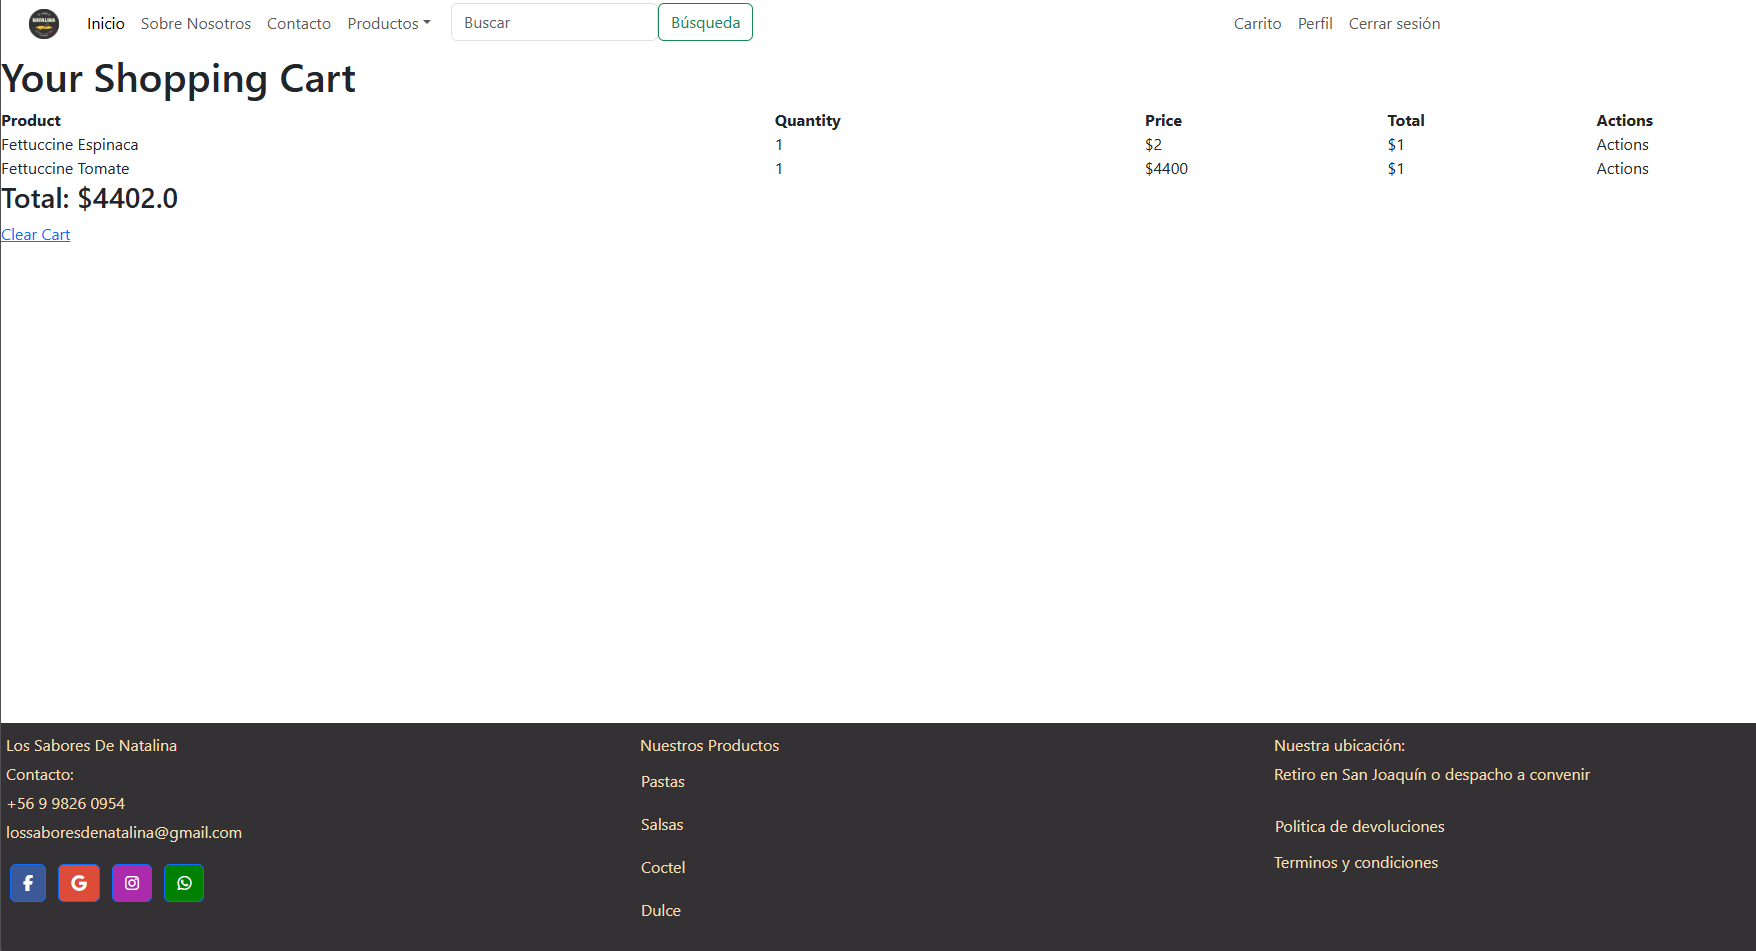 NATALINA
Inicio Sobre Nosotros Contacto Productos Buscar Búsqueda Carrito Perfil Cerrar sesión
Your Shopping Cart
Product Quantity Price Total Actions
Fettuccine Espinaca 1 $2 $1 Actions
Fettuccine Tomate 1 $4400 $1 Actions
Total: $4402.0
Clear Cart
Los Sabores De Natalina
Contacto:
+56 9 9826 0954
lossaboresdenatalina@gmail.com
Nuestros Productos
Pastas
Salsas
Coctel
Dulce
Nuestra ubicación:
Retiro en San Joaquín o despacho a convenir
Politica de devoluciones
Terminos y condiciones